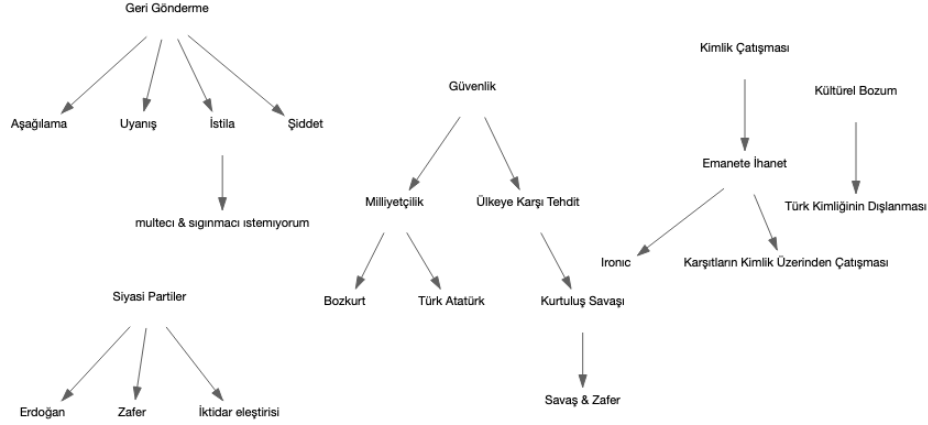 Geri Gönderme
Aşağılama
Uyanış
İstila
Şiddet
multecı & sıgınmacı ıstemıyorum
Güvenlik
Milliyetçilik
Ülkeye Karşı Tehdit
Bozkurt
Türk Atatürk
Kurtuluş Savaşı
Savaş & Zafer
Kimlik Çatışması
Emanete İhanet
Ironıc
Karşıtların Kimlik Üzerinden Çatışması
Kültürel Bozum
Türk Kimliğinin Dışlanması
Siyasi Partiler
Erdoğan
Zafer
İktidar eleştirisi